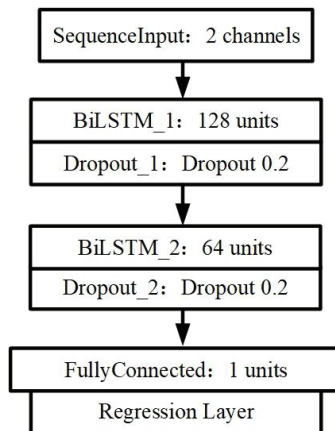 SequenceInput：2 channels
BiLSTM_1：128 units
Dropout_1：Dropout 0.2
BiLSTM_2：64 units
Dropout_2：Dropout 0.2
FullyConnected：1 units
Regression Layer